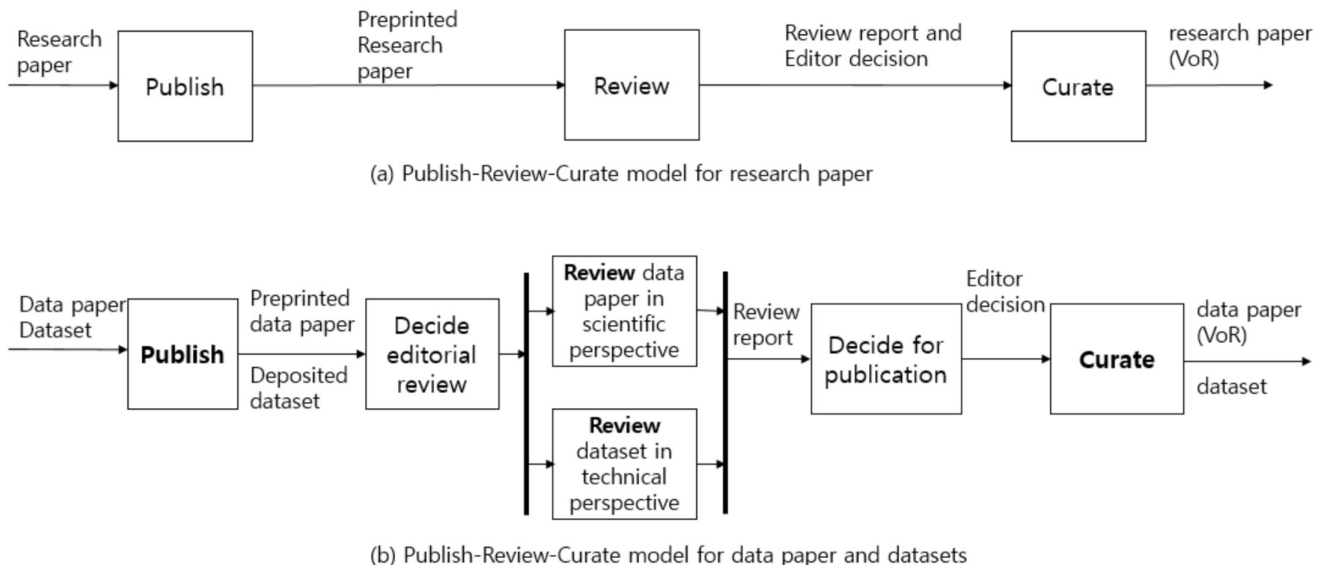 Research
paper
Publish
Preprinted
Research
paper
Review
Review report and
Editor decision
Curate
research paper
(VoR)
(a) Publish-Review-Curate model for research paper
Data paper
Dataset
Publish
Preprinted
data paper
Deposited
dataset
Decide
editorial
review
Review data
paper in
scientific
perspective
Review
dataset in
technical
perspective
Review
report
Decide for
publication
Editor
decision
Curate
data paper
(VoR)
dataset
(b) Publish-Review-Curate model for data paper and datasets